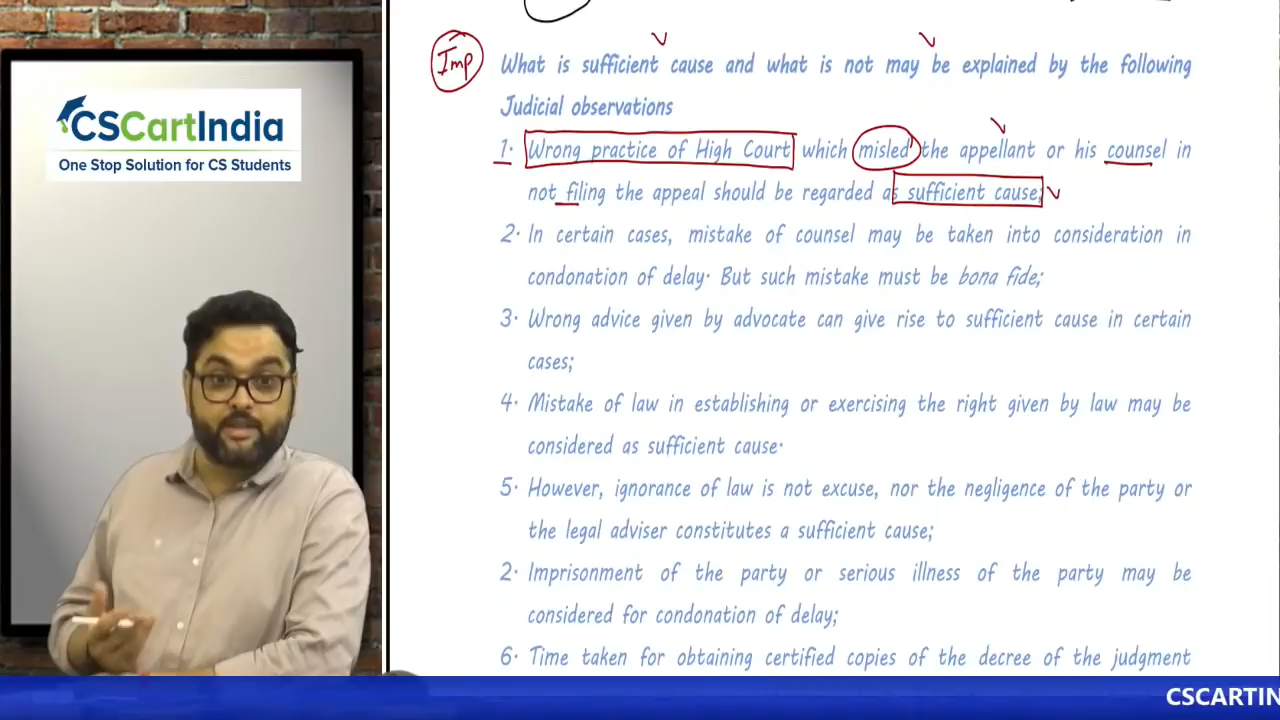 CSCartIndia
One Stop Solution for CS Students
Imp
What is sufficient cause and what is not may be explained by the following
Judicial observations
1. Wrong practice of High Court which misled the appellant or his counsel in
not filing the appeal should be regarded as sufficient cause;
2. In certain cases, mistake of counsel may be taken into consideration in
condonation of delay. But such mistake must be bona fide;
3. Wrong advice given by advocate can give rise to sufficient cause in certain
cases;
4. Mistake of law in establishing or exercising the right given by law may be
considered as sufficient cause.
5. However, ignorance of law is not excuse, nor the negligence of the party or
the legal adviser constitutes a sufficient cause;
2. Imprisonment of the party or serious illness of the party may be
considered for condonation of delay;
6. Time taken for obtaining certified copies of the decree of the judgment
CSCARTIN